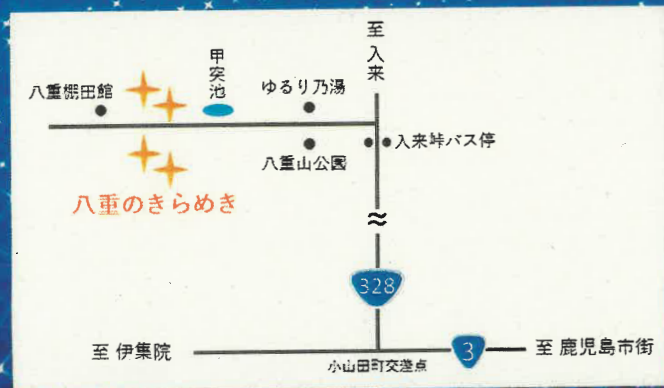 至入来
甲突池
八重棚田館
ゆるり乃湯
入来峠バス停
八重山公園
八重のきらめき
328
至 伊集院
3
至 鹿児島市街
小山田町交差点